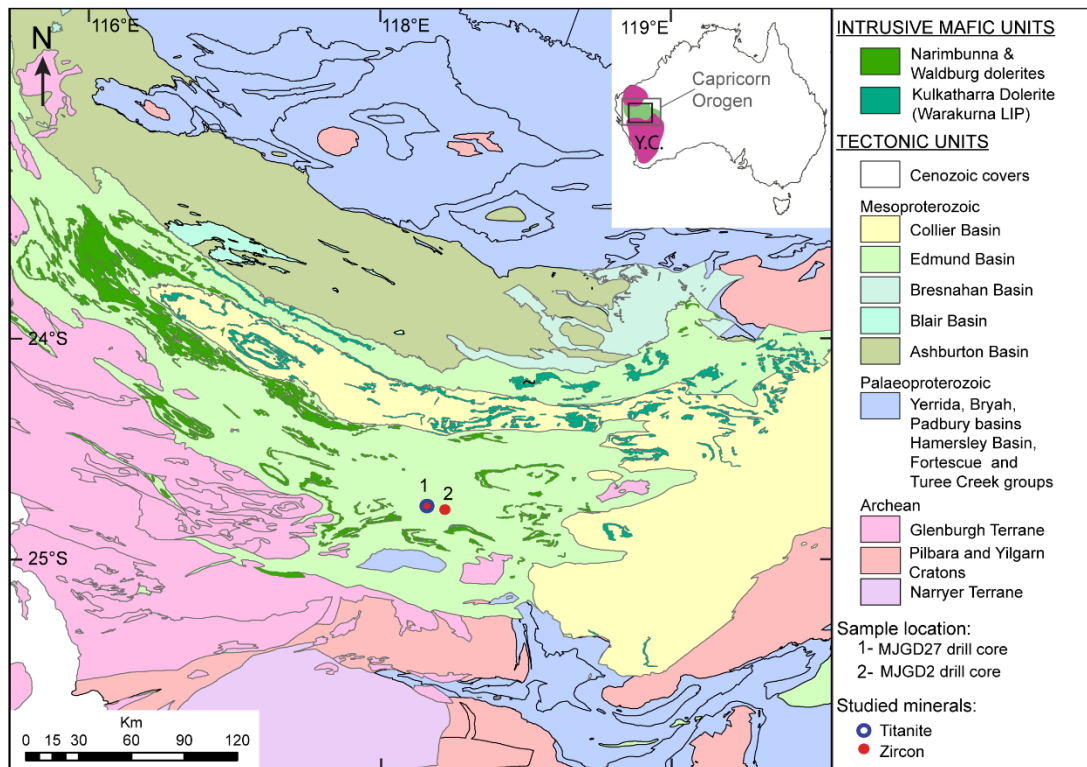 116°E
118°E
119°E
N
Capricorn
Orogen
Y.C.
24°S
1
2
25°S
Km
0 15 30 60 90 120
INTRUSIVE MAFIC UNITS
Narimbunna &
Waldburg dolerites
Kulkatharra Dolerite
(Warakurna LIP)
TECTONIC UNITS
Cenozoic covers
Mesoproterozoic
Collier Basin
Edmund Basin
Bresnahan Basin
Blair Basin
Ashburton Basin
Palaeoproterozoic
Yerrida, Bryah,
Padbury basins
Hamersley Basin,
Fortescue and
Turee Creek groups
Archean
Glenburgh Terrane
Pilbara and Yilgarn
Cratons
Narryer Terrane
Sample location:
1- MJGD27 drill core
2- MJGD2 drill core
Studied minerals:
Titanite
Zircon